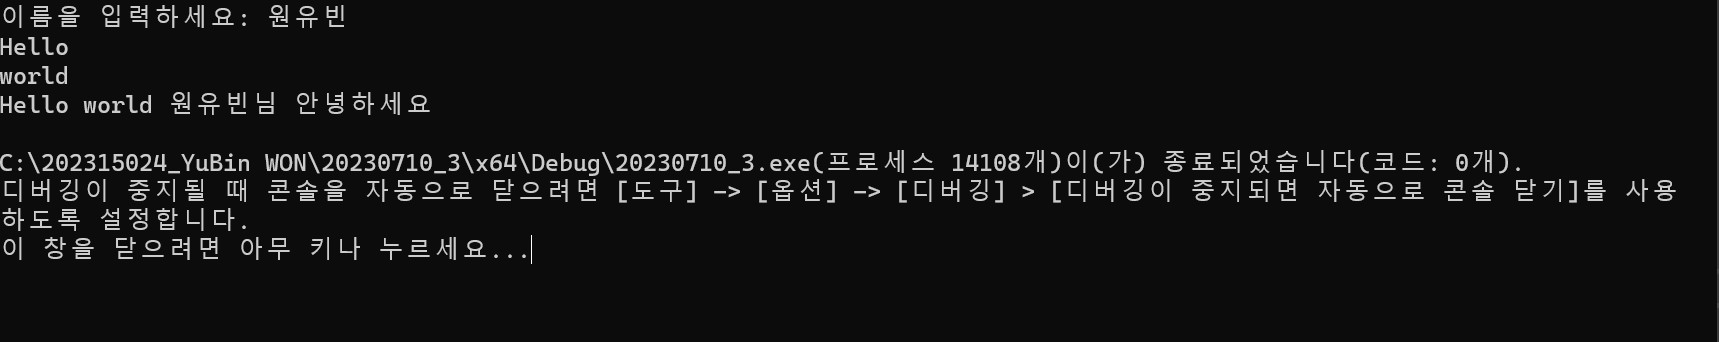 이름을 입력하세요: 원유빈
Hello
world
Hello world 원유빈님 안녕하세요
C:\202315024_YuBin WON\20230710_3\x64\Debug\20230710_3.exe(프로세스 14108개)이(가) 종료되었습니다(코드: 0개).
디버깅이 중지될 때 콘솔을 자동으로 닫으려면 [도구] -> [옵션] -> [디버깅] > [디버깅이 중지되면 자동으로 콘솔 닫기]를 사용
하도록 설정합니다.
이 창을 닫으려면 아무 키나 누르세요...